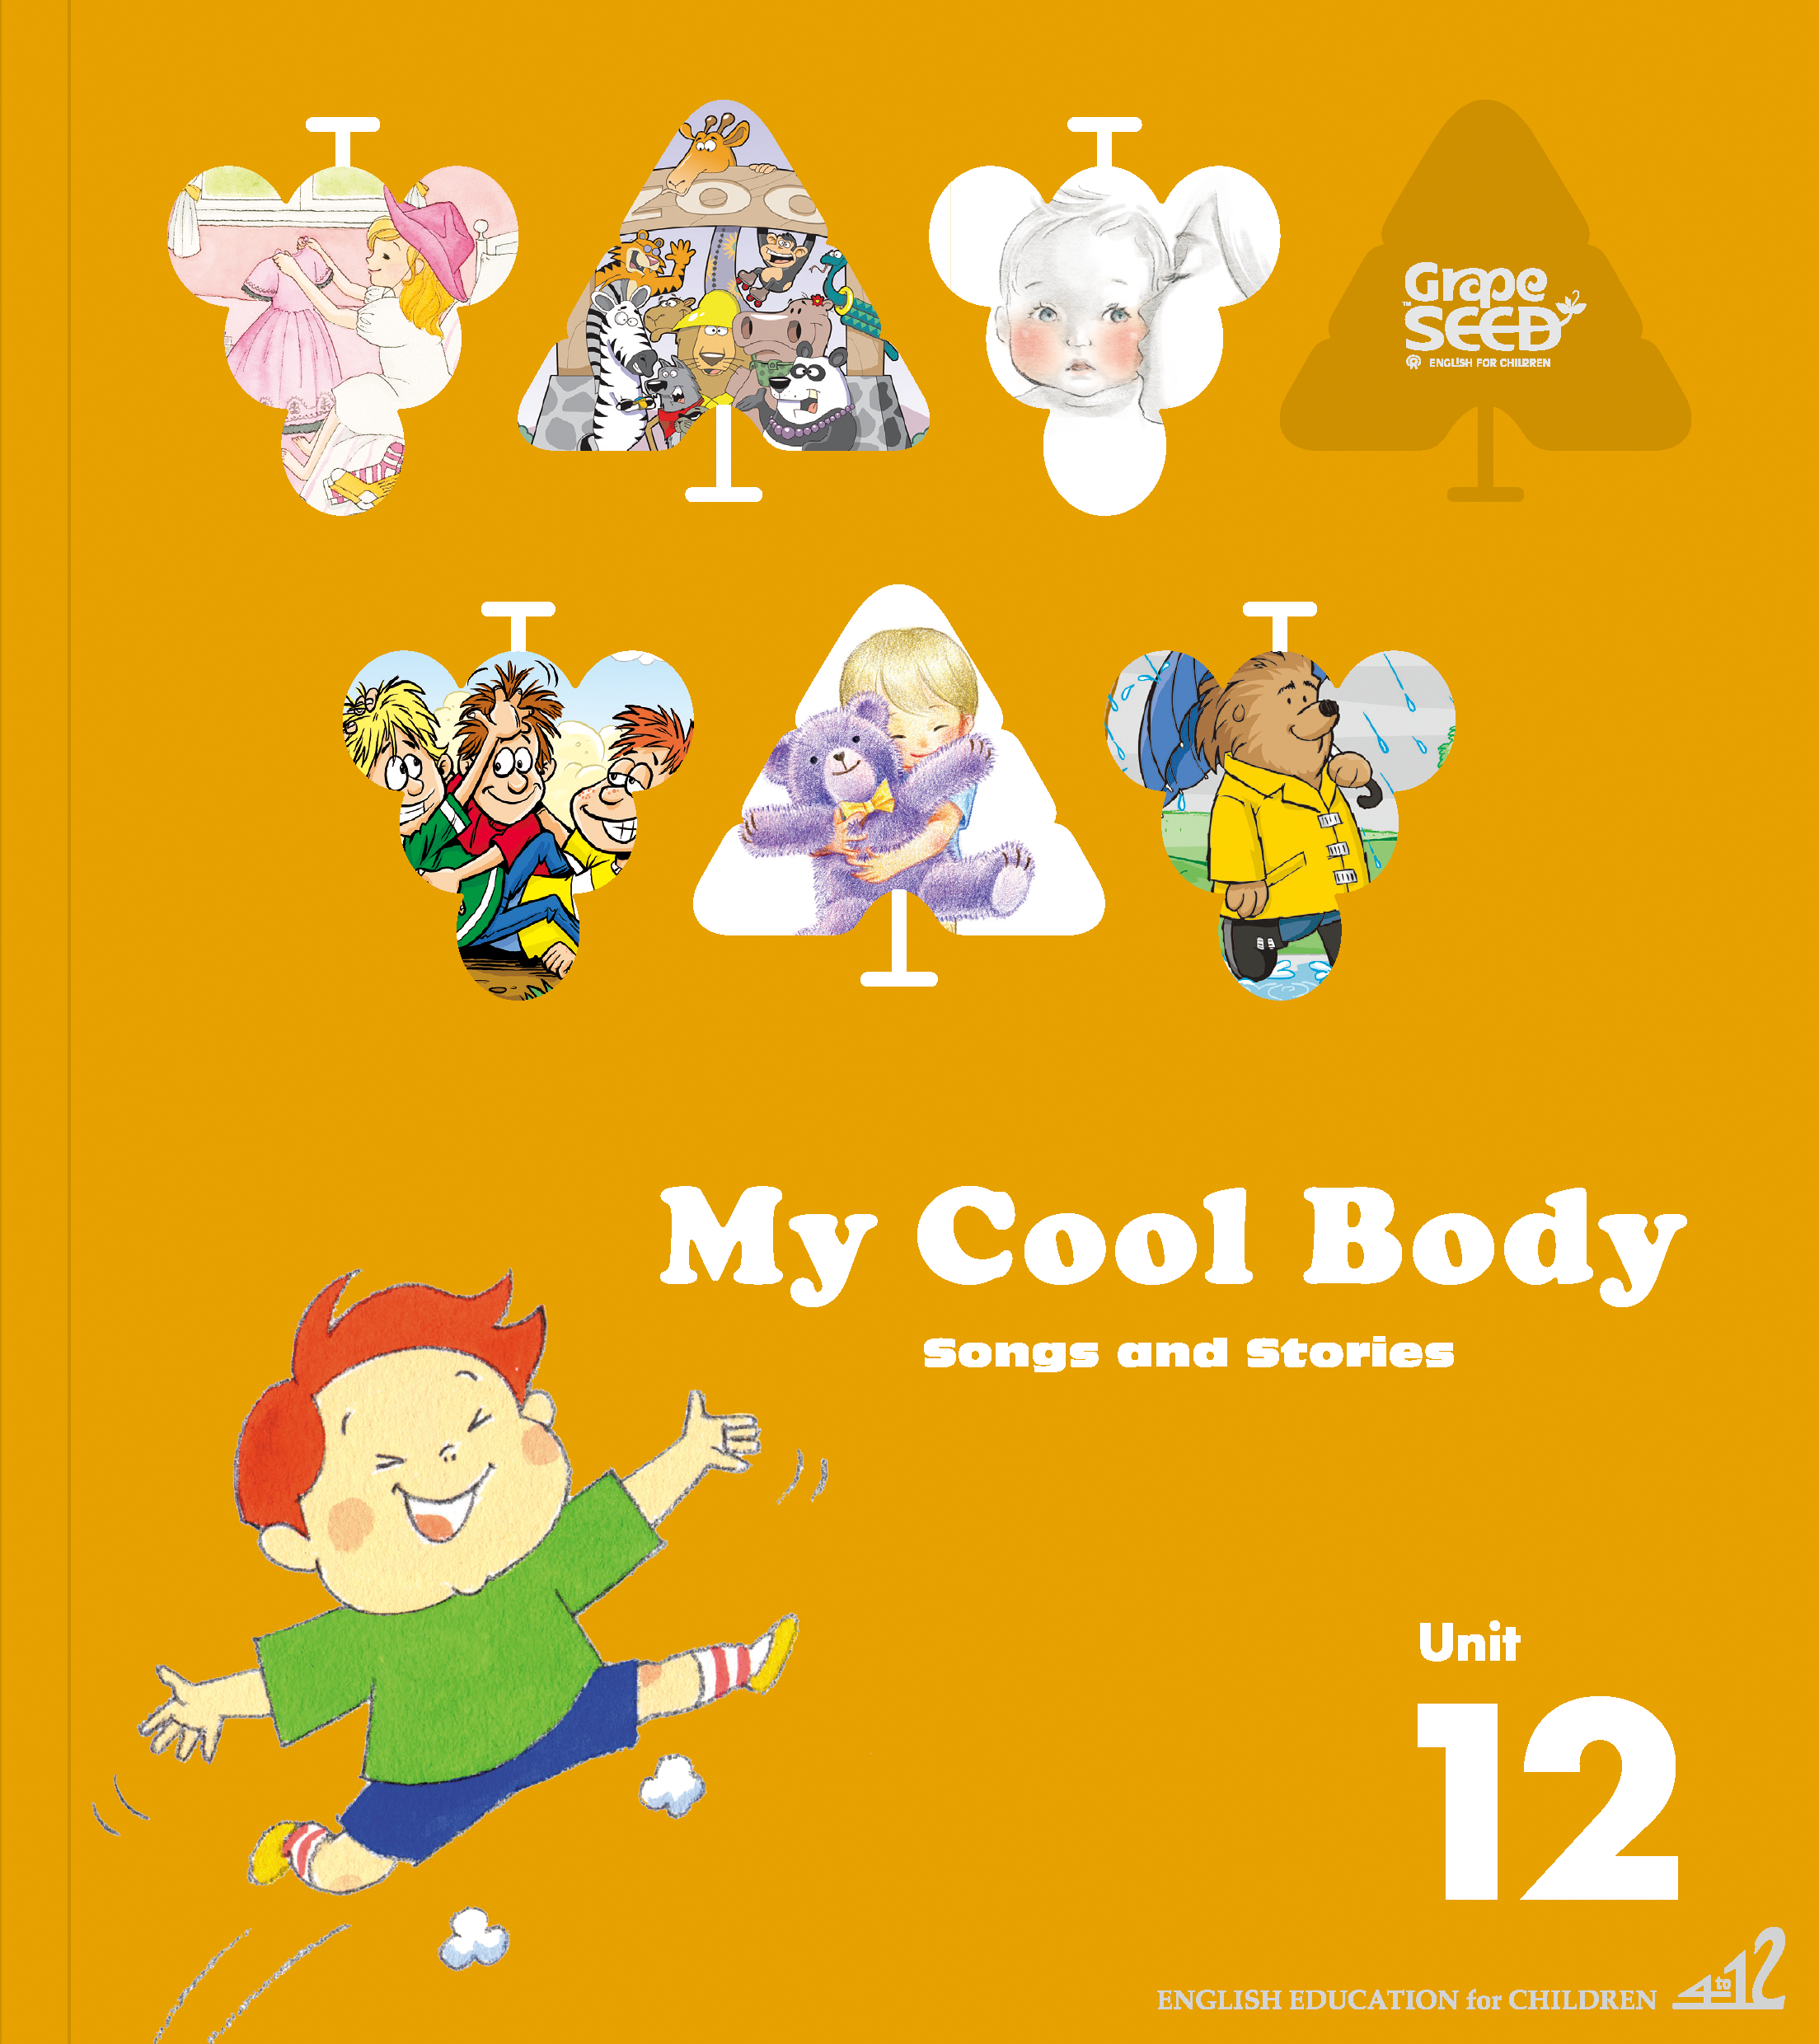 ZOO
Grape
SEED
TM
ENGLISH FOR CHILDREN
My Cool Body
Songs and Stories
Unit
12
ENGLISH EDUCATION for CHILDREN
4 to 12